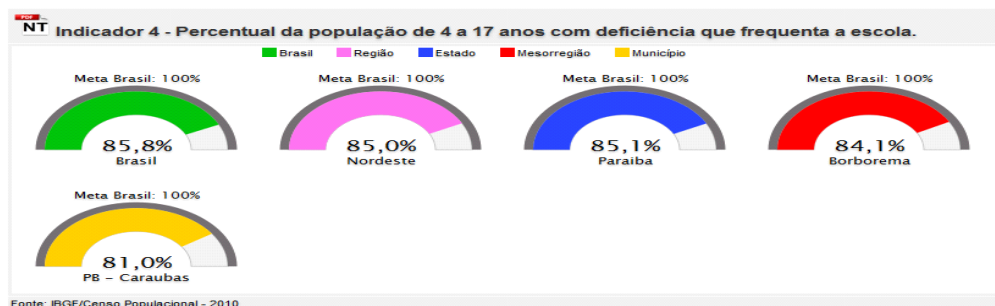 PDF
NT
Indicador 4 - Percentual da população de 4 a 17 anos com deficiência que frequenta a escola.
Brasil Região Estado Mesorregião Município
Meta Brasil: 100% Meta Brasil: 100% Meta Brasil: 100% Meta Brasil: 100%
85,8% 85,0% 85,1% 84,1%
Brasil Nordeste Paraiba Borborema
Meta Brasil: 100%
81,0%
PB – Caraubas
Fonte: IBGE/Censo Populacional - 2010